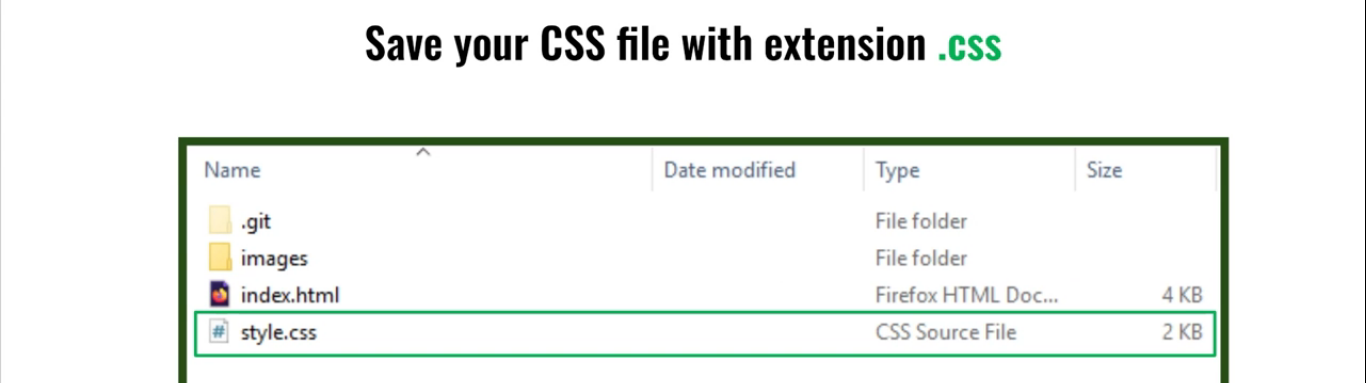 Save your CSS file with extension .css
Name Date modified Type Size
.git File folder
images File folder
index.html Firefox HTML Doc... 4 KB
# style.css CSS Source File 2 KB